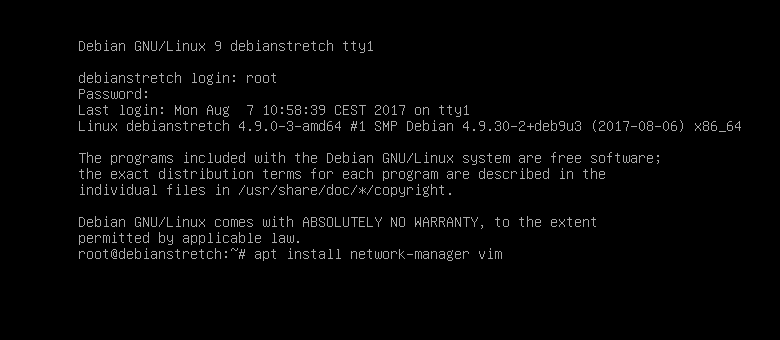 Debian GNU/Linux 9 debianstretch tty1
debianstretch login: root
Password:
Last login: Mon Aug  7 10:58:39 CEST 2017 on tty1
Linux debianstretch 4.9.0-3-amd64 #1 SMP Debian 4.9.30-2+deb9u3 (2017-08-06) x86_64
The programs included with the Debian GNU/Linux system are free software;
the exact distribution terms for each program are described in the
individual files in /usr/share/doc/*/copyright.
Debian GNU/Linux comes with ABSOLUTELY NO WARRANTY, to the extent
permitted by applicable law.
root@debianstretch:~# apt install network-manager vim